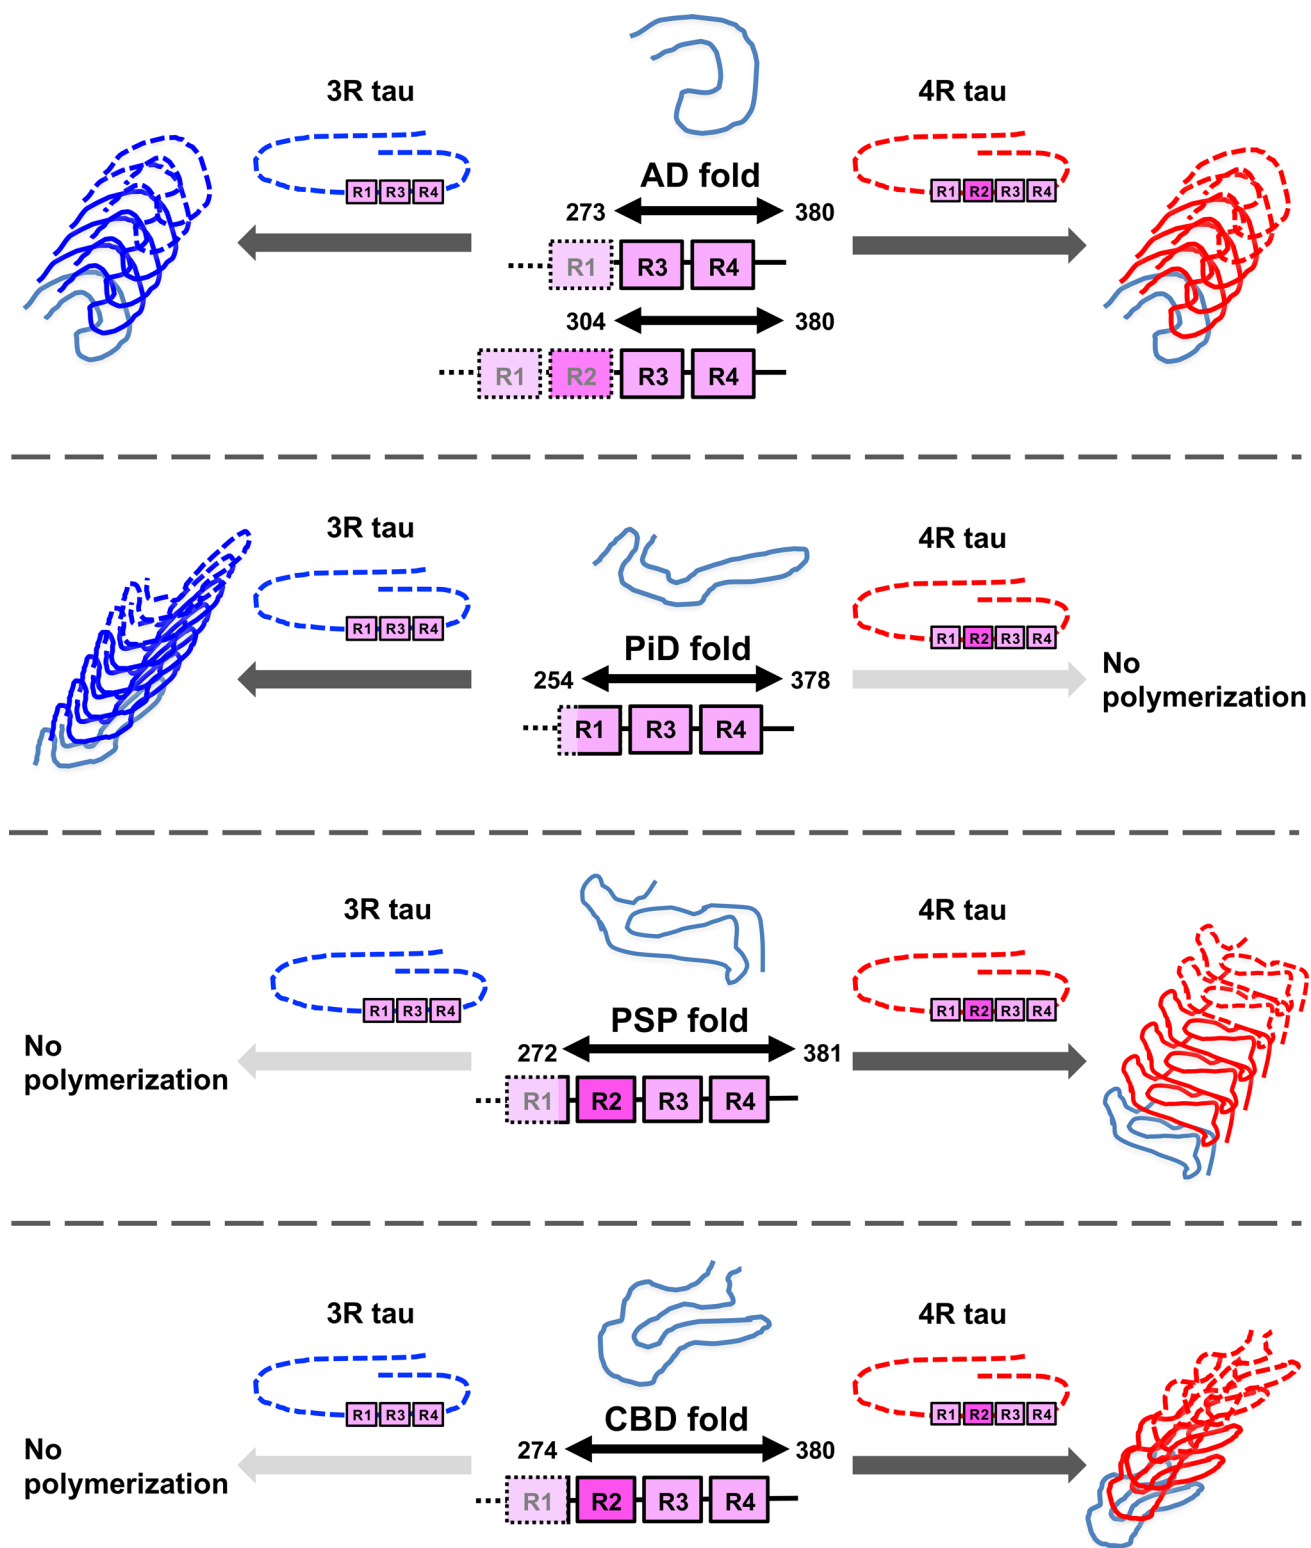 3R tau
4R tau
R1 R3 R4
AD fold
R1 R2 R3 R4
273 380
R1 R3 R4
304 380
R1 R2 R3 R4
3R tau
4R tau
R1 R3 R4
PiD fold
R1 R2 R3 R4
254 378
No
polymerization
R1 R3 R4
3R tau
4R tau
R1 R3 R4
R1 R2 R3 R4
PSP fold
272 381
No
polymerization
R1 R2 R3 R4
3R tau
4R tau
R1 R3 R4
R1 R2 R3 R4
CBD fold
274 380
No
polymerization
R1 R2 R3 R4